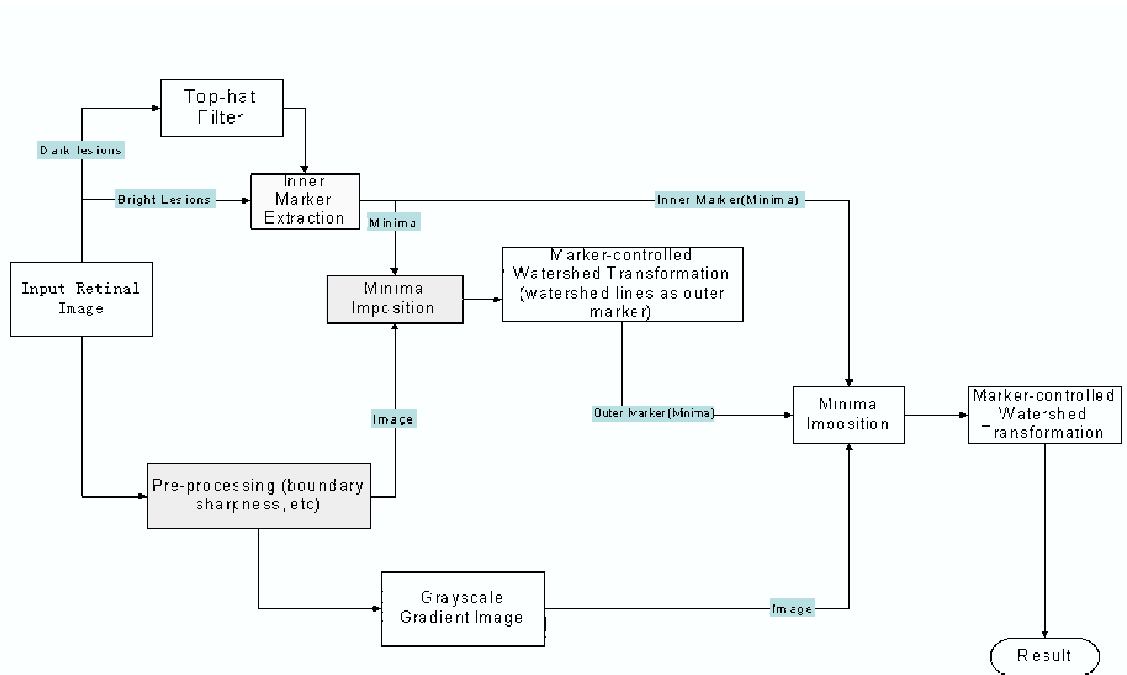 Top-hat
Filter
Dark lesions
Inner
Marker
Extraction
Bright Lesions
Inner Marker(Minima)
Minima
Input Retinal
Image
Minima
Imposition
Marker-controlled
Watershed Transformation
(watershed lines as outer
marker)
Image
Outer Marker(Minima)
Minima
Imposition
Marker-controlled
Watershed
Transformation
Pre-processing (boundary
sharpness, etc)
Grayscale
Gradient Image
Image
Result